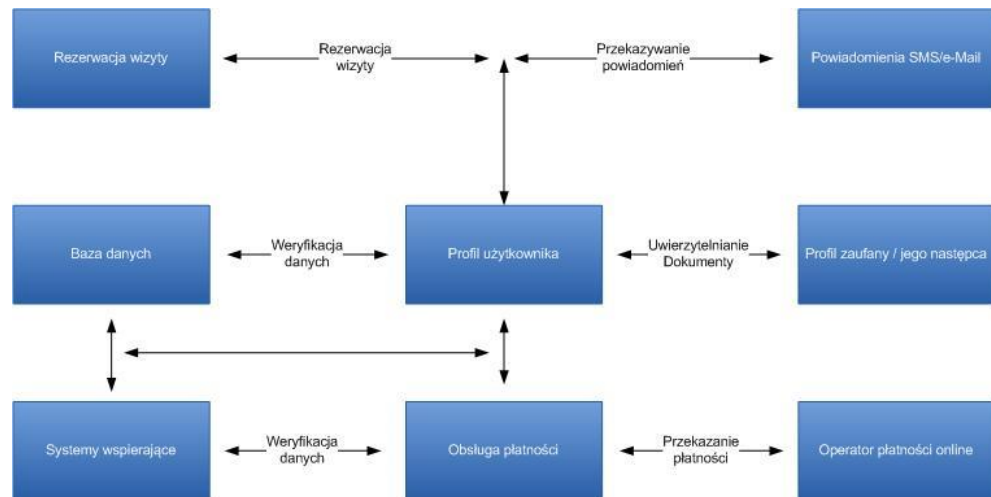 Rezerwacja wizyty
Rezerwacja
wizyty
Przekazywanie
powiadomień
Powiadomienia SMS/e-Mail
Baza danych
Weryfikacja
danych
Profil użytkownika
Uwierzytelnianie
Dokumenty
Profil zaufany / jego następca
Systemy wspierające
Weryfikacja
danych
Obsługa płatności
Przekazanie
płatności
Operator płatności online